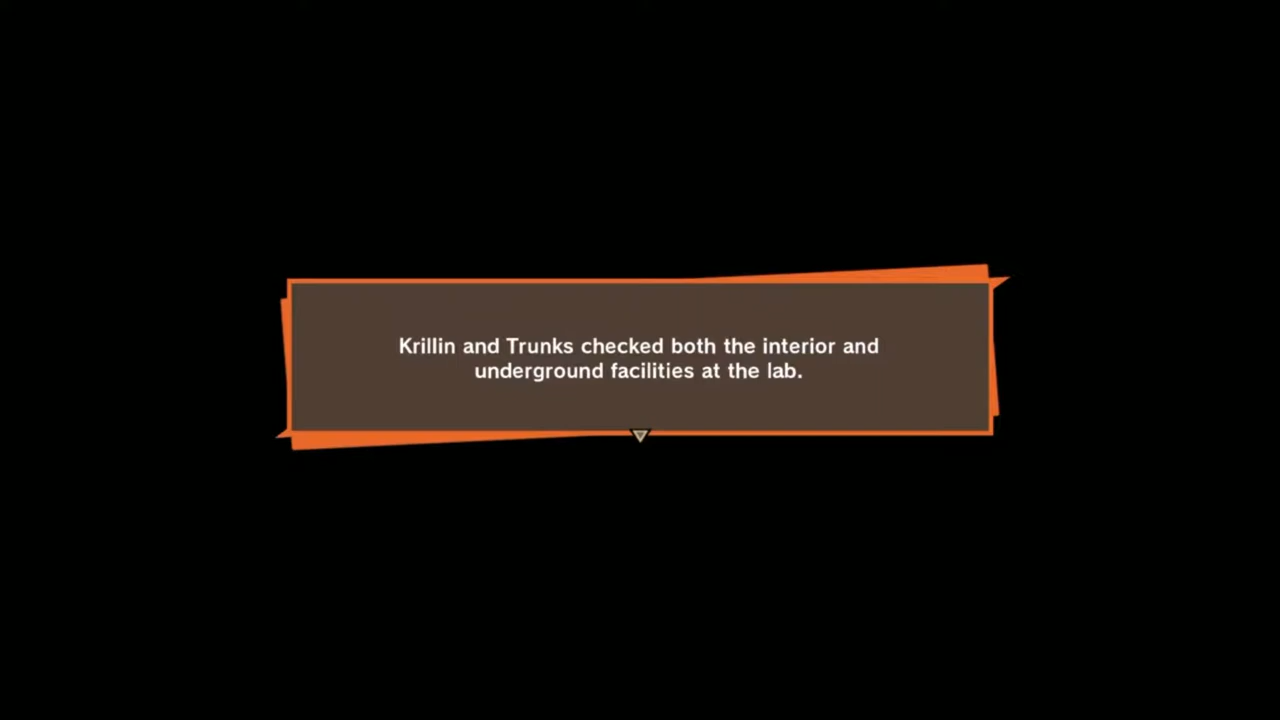 Krillin and Trunks checked both the interior and
underground facilities at the lab.